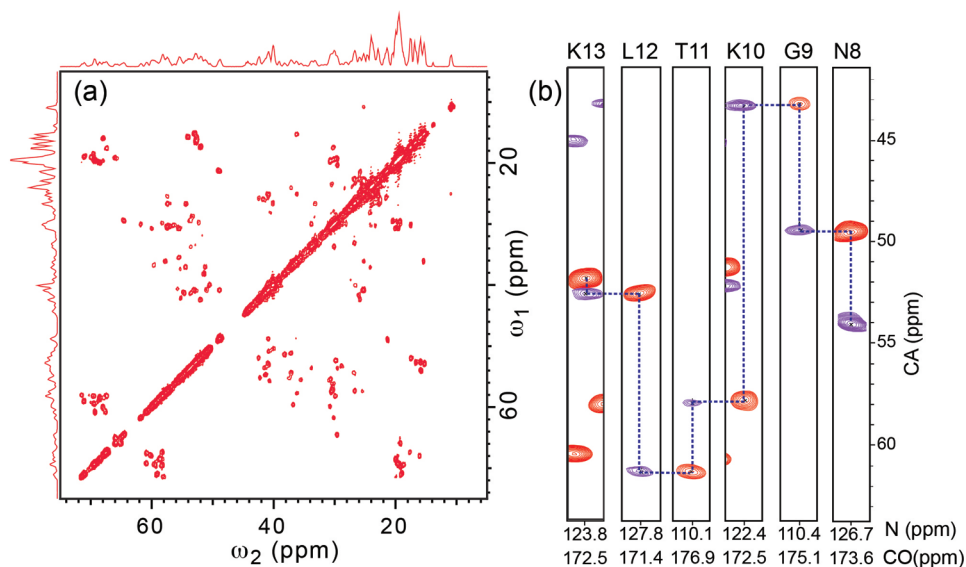 (a)
20
60
ω1 (ppm)
60 40 20
ω2 (ppm)
(b)
K13 L12 T11 K10 G9 N8
45
50
55
60
CA (ppm)
123.8 127.8 110.1 122.4 110.4 126.7 N (ppm)
172.5 171.4 176.9 172.5 175.1 173.6 CO(ppm)